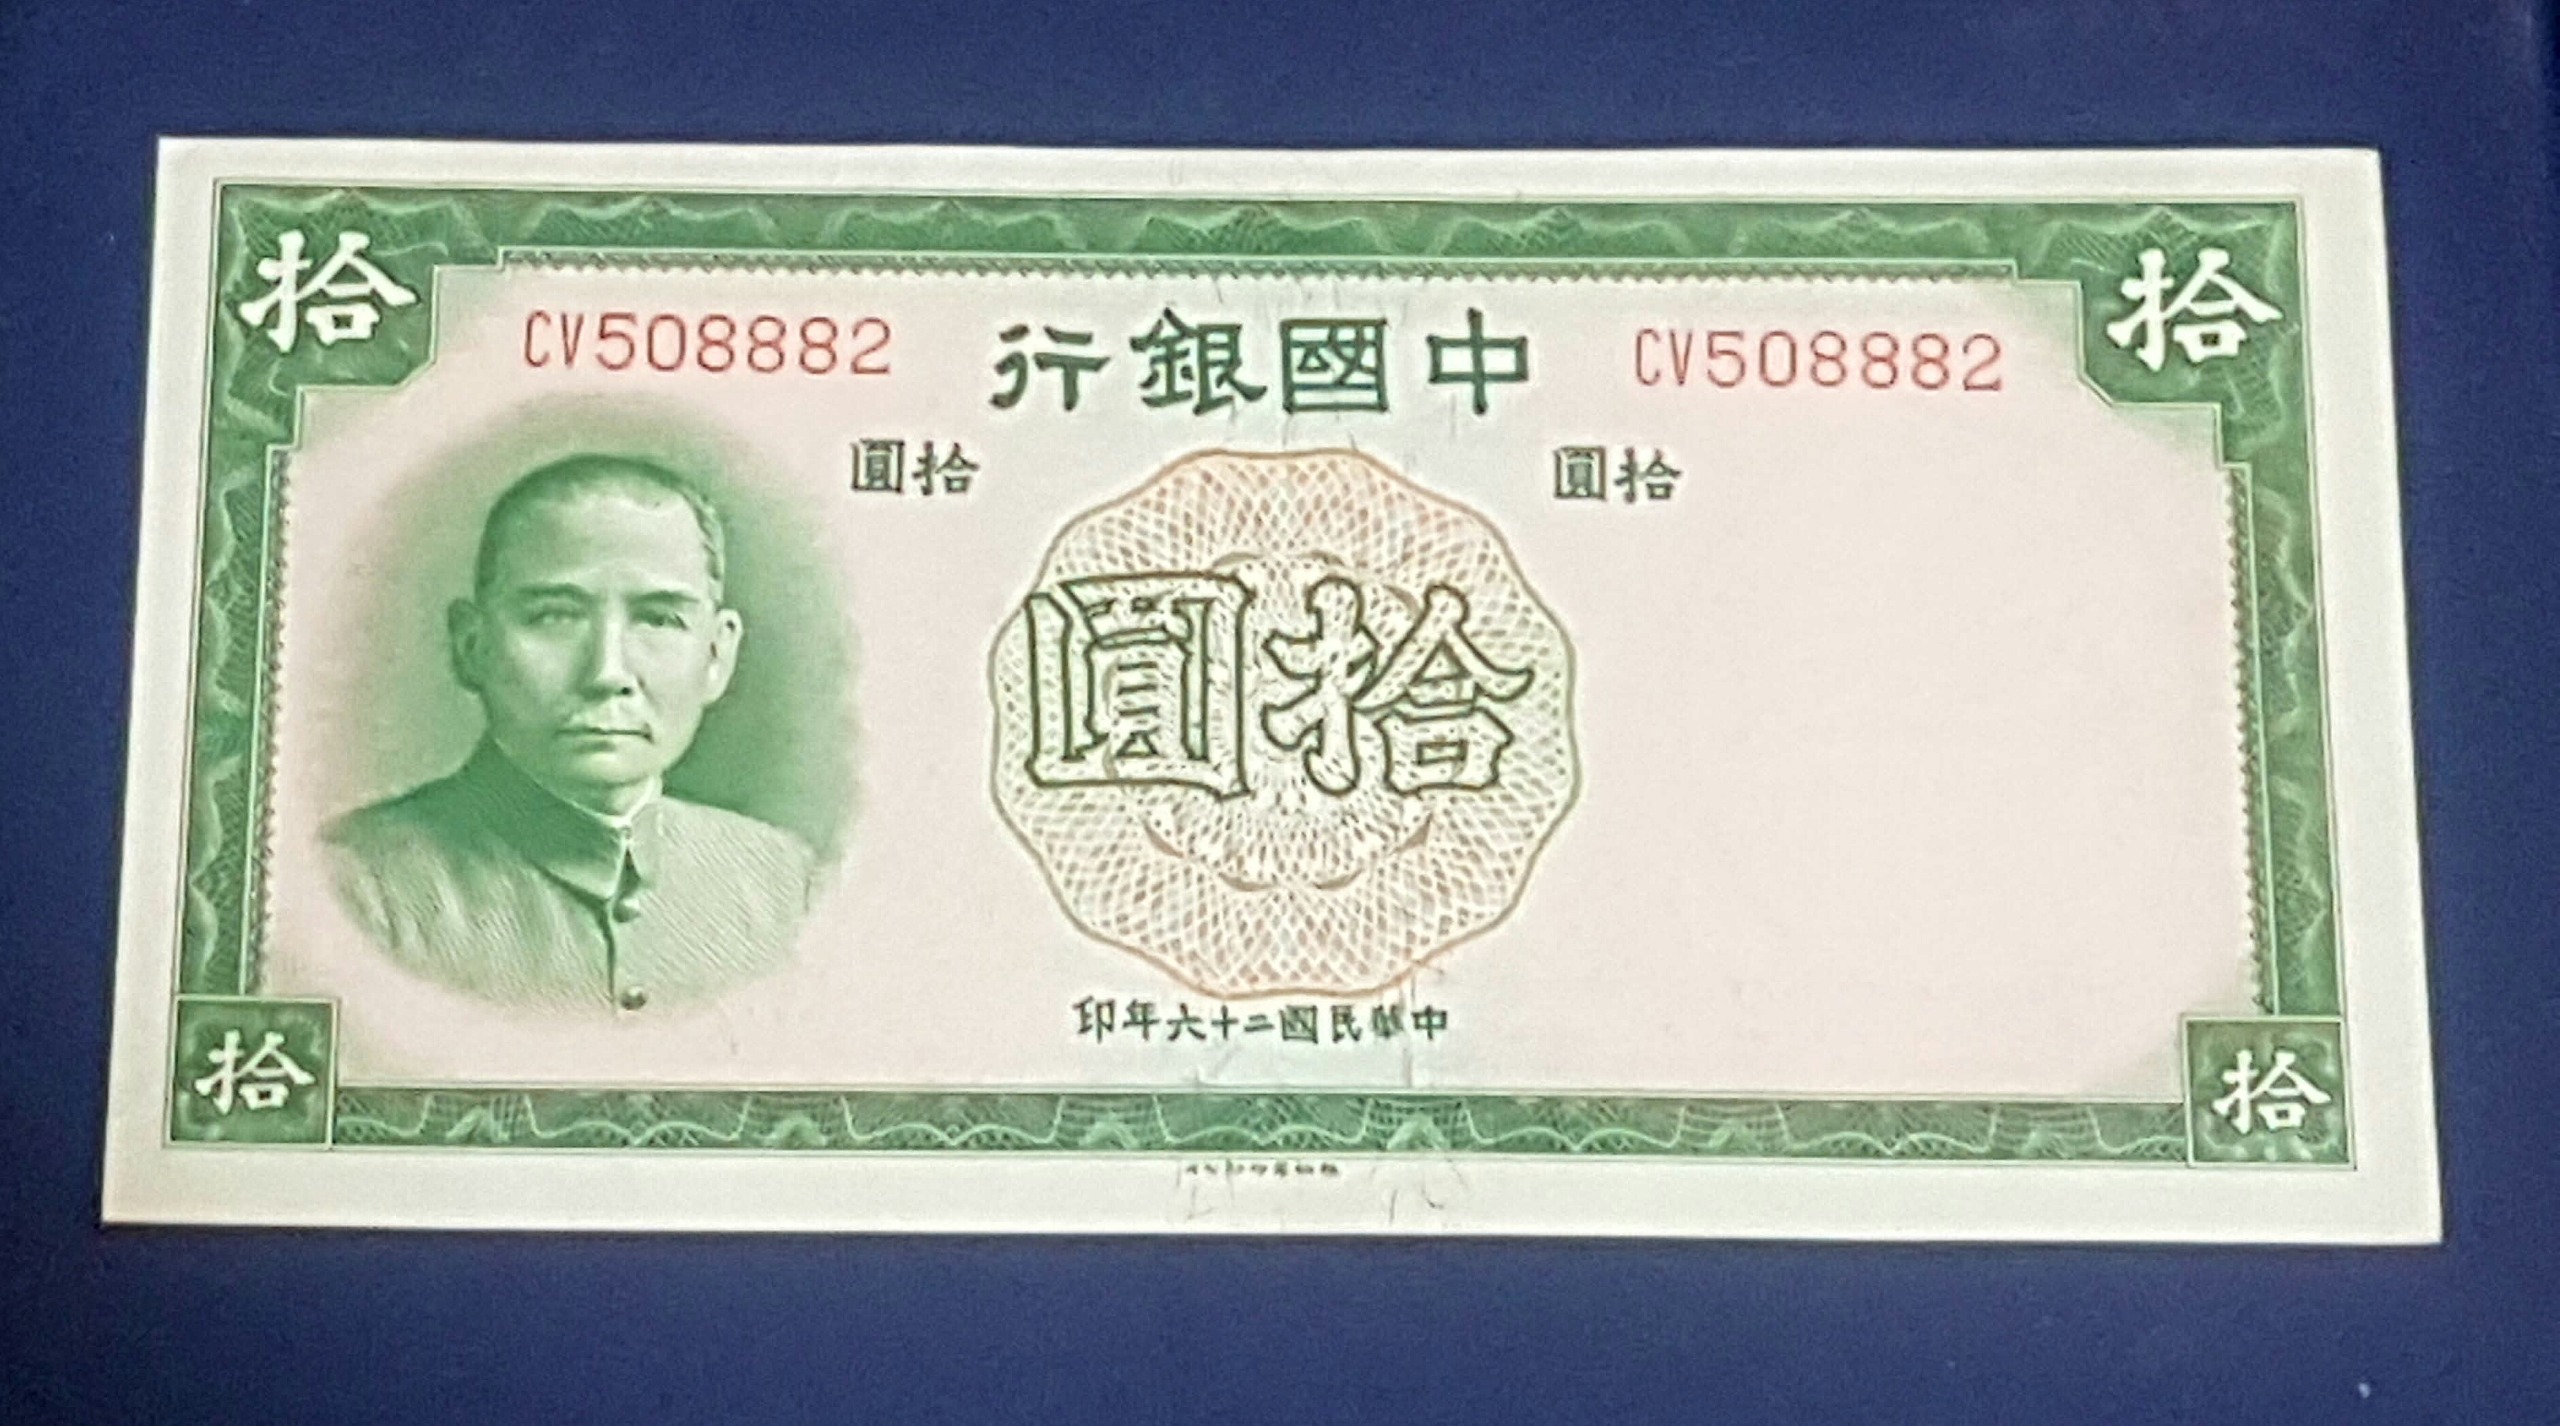 拾 拾
CV508882 中國銀行 CV508882
拾圓 拾圓
拾圓
中華民國二十六年印
拾 拾